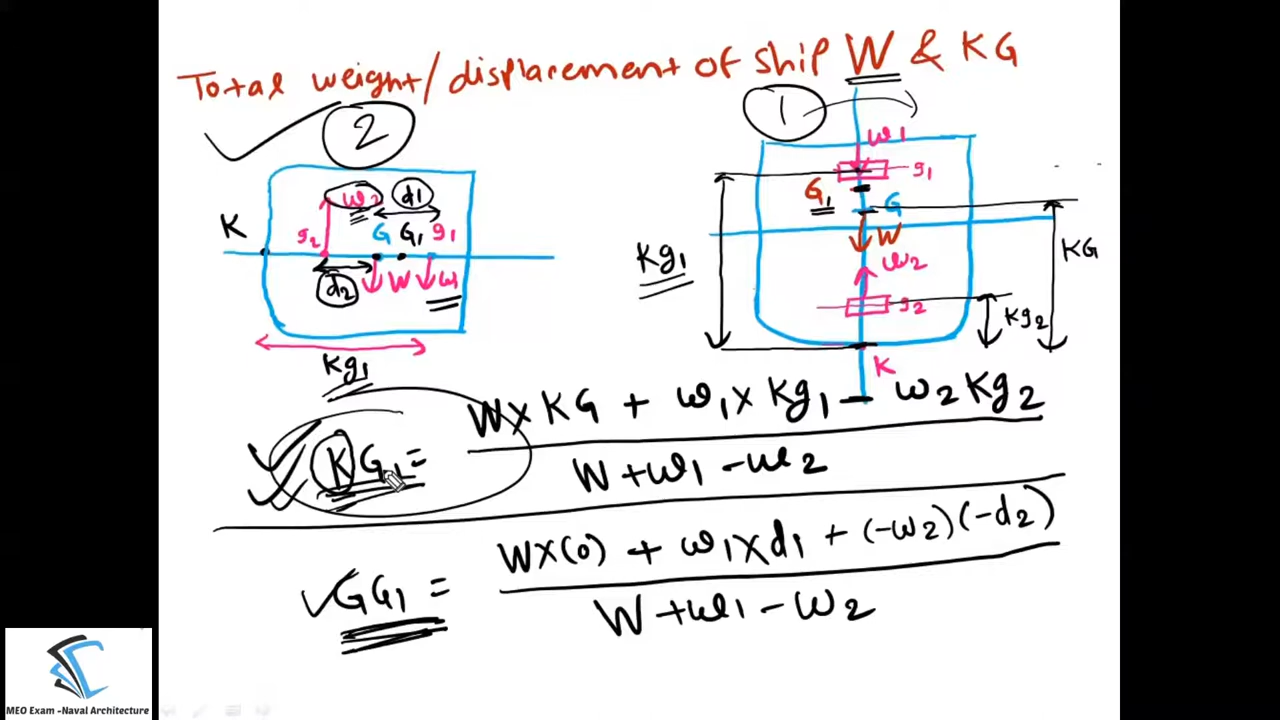 Total weight/displacement of ship W & KG
2
1
w1
g1
w2
d1
G1
G
K
g2
G
G1
g1
W
KG
Kg1
w2
d2
W
w1
g2
Kg2
Kg1
K
KG1 = W×KG + w1×Kg1 – w2Kg2
W+w1–w2
GG1 = W×(0) + w1×d1 + (-w2)(-d2)
W+w1–w2
MEO Exam -Naval Architecture